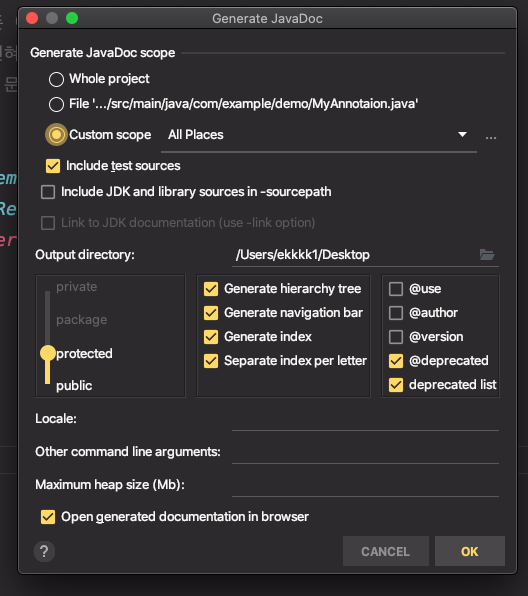 Generate JavaDoc
Generate JavaDoc scope
Whole project
File '.../src/main/java/com/example/demo/MyAnnotaion.java'
Custom scope All Places ...
Include test sources
Include JDK and library sources in -sourcepath
Link to JDK documentation (use -link option)
Output directory: /Users/ekkkk1/Desktop
private
package
protected
public
Generate hierarchy tree
Generate navigation bar
Generate index
Separate index per letter
@use
@author
@version
@deprecated
deprecated list
Locale:
Other command line arguments:
Maximum heap size (Mb):
Open generated documentation in browser
? CANCEL OK
문
em
Re
er